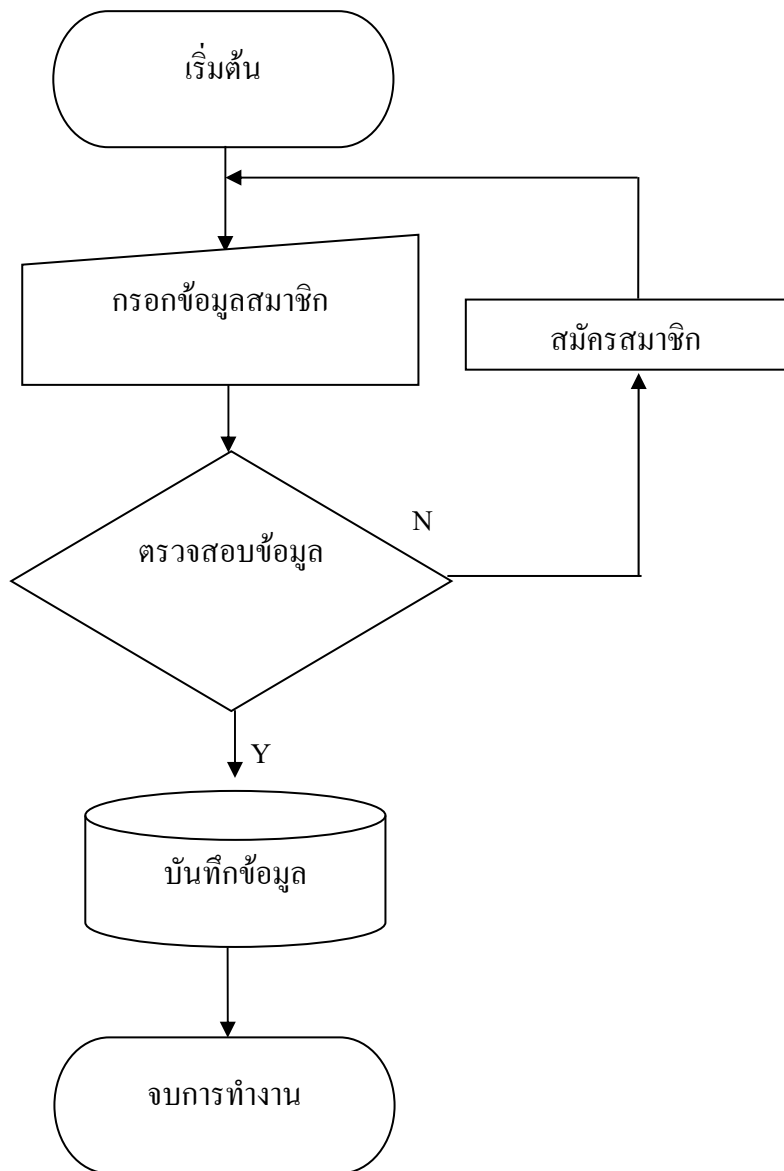 เริ่มต้น
กรอกข้อมูลสมาชิก
สมัครสมาชิก
N
ตรวจสอบข้อมูล
Y
บันทึกข้อมูล
จบการทำงาน